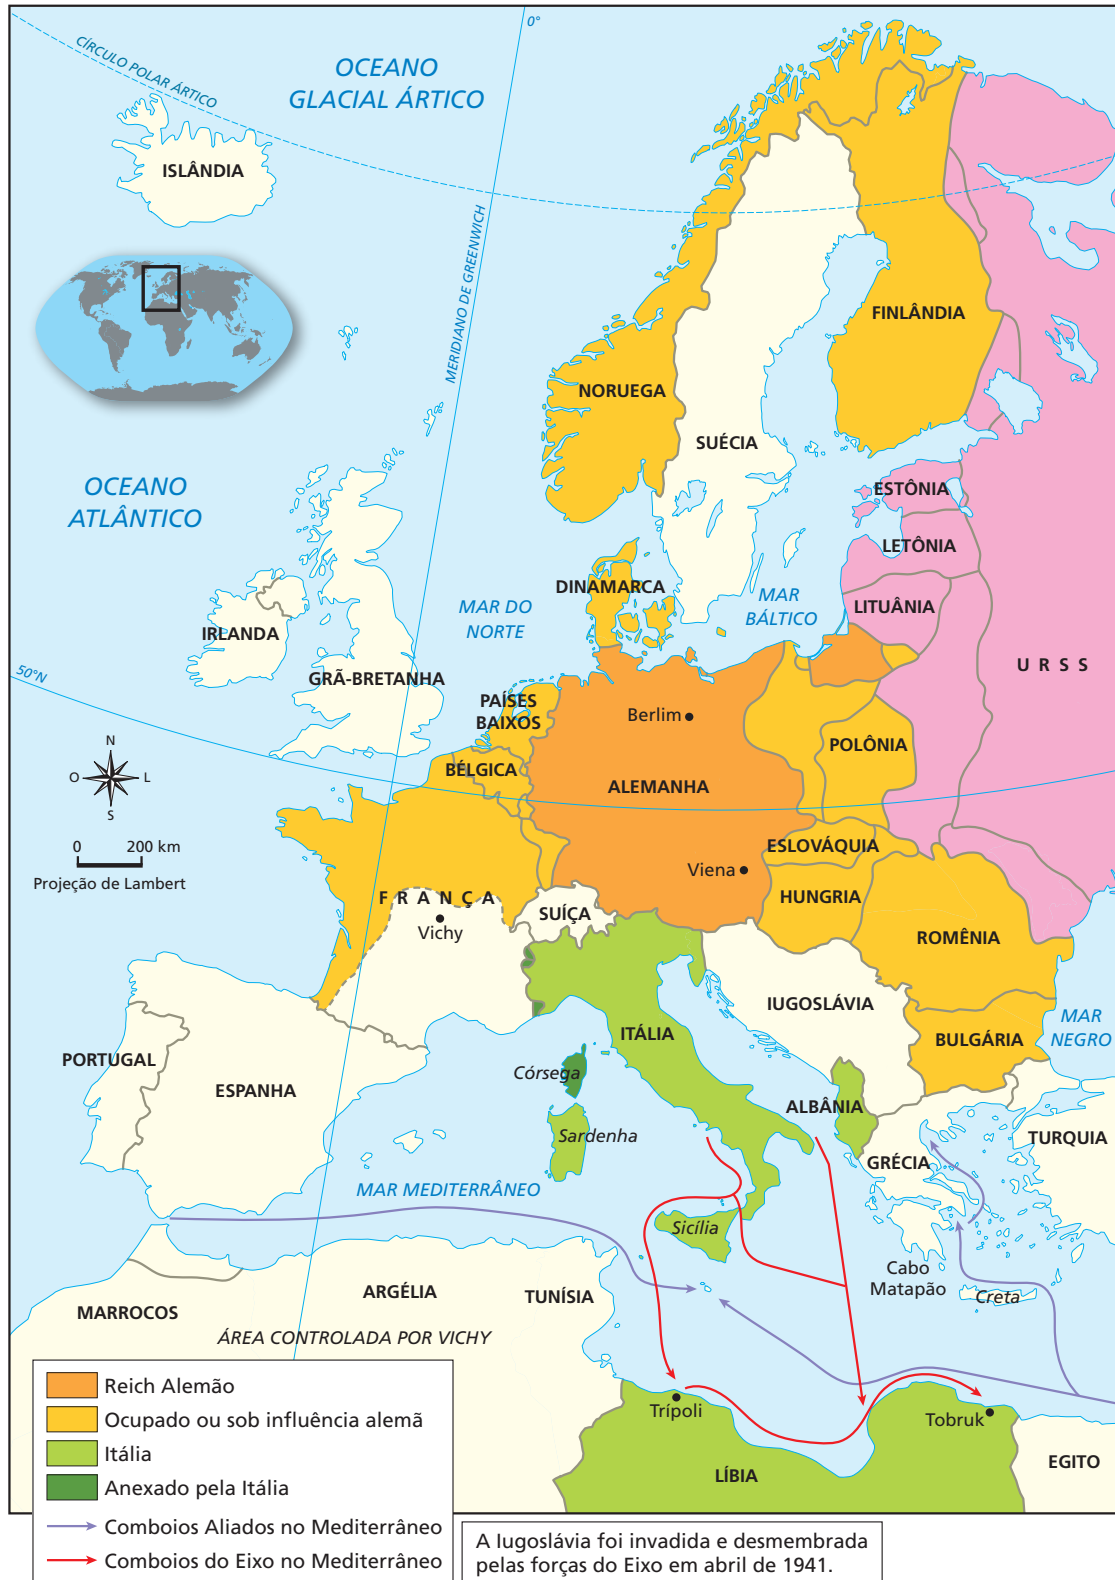 0°
CÍRCULO POLAR ÁRTICO
OCEANO
GLACIAL ÁRTICO
ISLÂNDIA
MERIDIANO DE GREENWICH
FINLÂNDIA
NORUEGA
SUÉCIA
OCEANO
ATLÂNTICO
ESTÔNIA
LETÔNIA
DINAMARCA
MAR
BÁLTICO
LITUÂNIA
MAR DO
NORTE
IRLANDA
50°N
GRÃ-BRETANHA
URSS
PAÍSES
BAIXOS
Berlim
POLÔNIA
N
O
L
S
BÉLGICA
ALEMANHA
0
200 km
Projeção de Lambert
ESLOVÁQUIA
Viena
FRANÇA
HUNGRIA
SUÍÇA
Vichy
ROMÊNIA
IUGOSLÁVIA
MAR
NEGRO
ITÁLIA
BULGÁRIA
PORTUGAL
Córsega
ESPANHA
ALBÂNIA
Sardenha
TURQUIA
GRÉCIA
MAR MEDITERRÂNEO
Sicília
Cabo
Matapão
ARGÉLIA
TUNÍSIA
Creta
MARROCOS
ÁREA CONTROLADA POR VICHY
Trípoli
Tobruk
LÍBIA
EGITO
Reich Alemão
Ocupado ou sob influência alemã
Itália
Anexado pela Itália
Comboios Aliados no Mediterrâneo
Comboios do Eixo no Mediterrâneo
A Iugoslávia foi invadida e desmembrada
pelas forças do Eixo em abril de 1941.